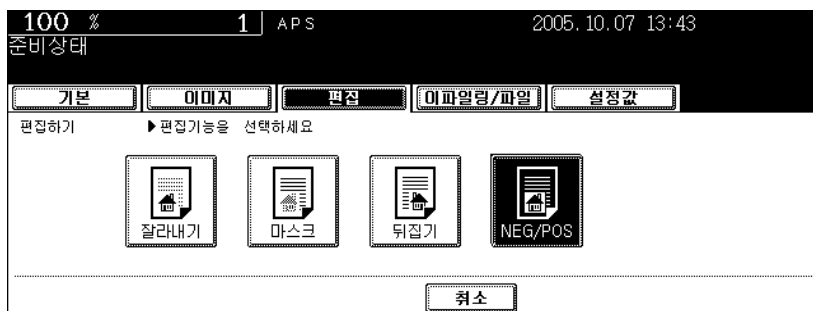 100 % 1 APS 2005.10.07 13:43
준비상태
기본 이미지 편집 이파일링/파일 설정값
편집하기 ▶편집기능을 선택하세요
잘라내기 마스크 뒤집기 NEG/POS
취소